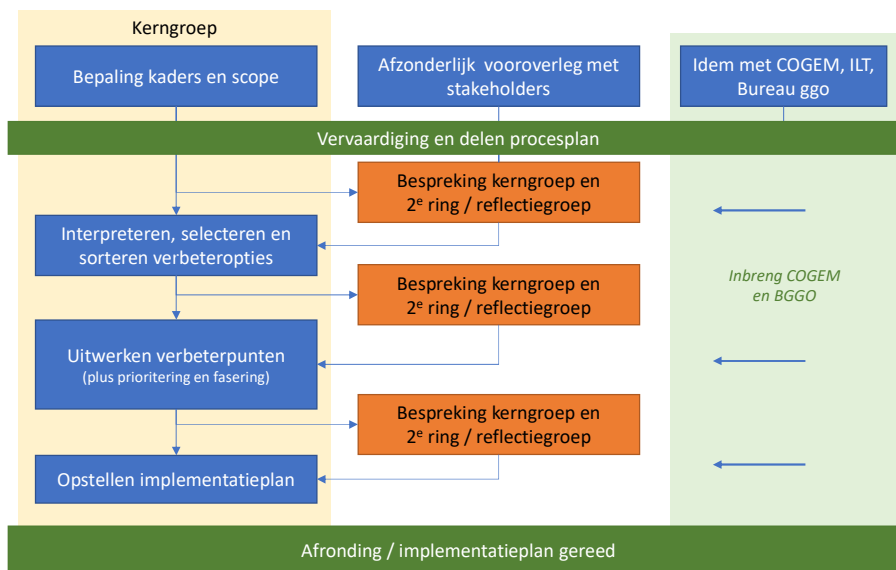 Kerngroep
Bepaling kaders en scope
Afzonderlijk vooroverleg met
stakeholders
Idem met COGEM, ILT,
Bureau ggo
Vervaardiging en delen procesplan
Bespreking kerngroep en
2e ring / reflectiegroep
Interpreteren, selecteren en
sorteren verbeteropties
Bespreking kerngroep en
2e ring / reflectiegroep
Inbreng COGEM
en BGGO
Uitwerken verbeterpunten
(plus prioritering en fasering)
Bespreking kerngroep en
2e ring / reflectiegroep
Opstellen implementatieplan
Afronding / implementatieplan gereed